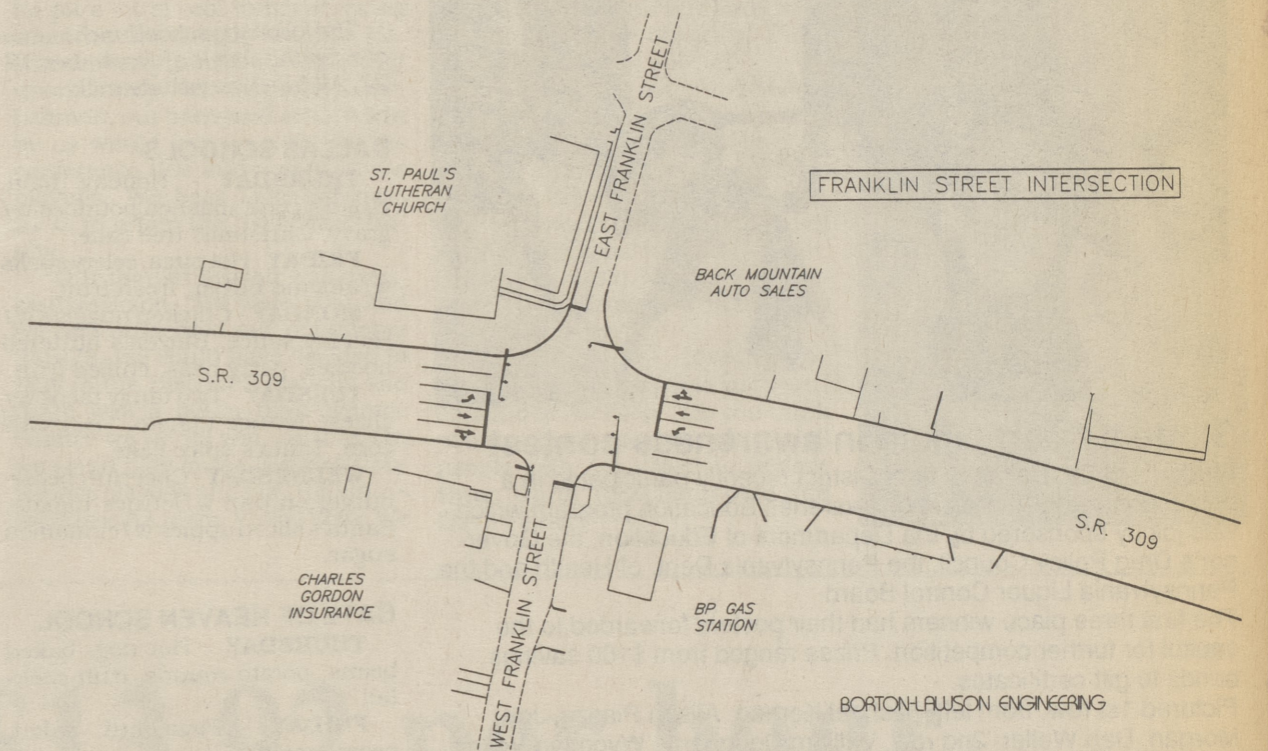 ST. PAUL'S
LUTHERAN
CHURCH
EAST FRANKLIN STREET
FRANKLIN STREET INTERSECTION
BACK MOUNTAIN
AUTO SALES
S.R. 309
S.R. 309
CHARLES
GORDON
INSURANCE
WEST FRANKLIN STREET
BP GAS
STATION
BORTON-LAWSON ENGINEERING